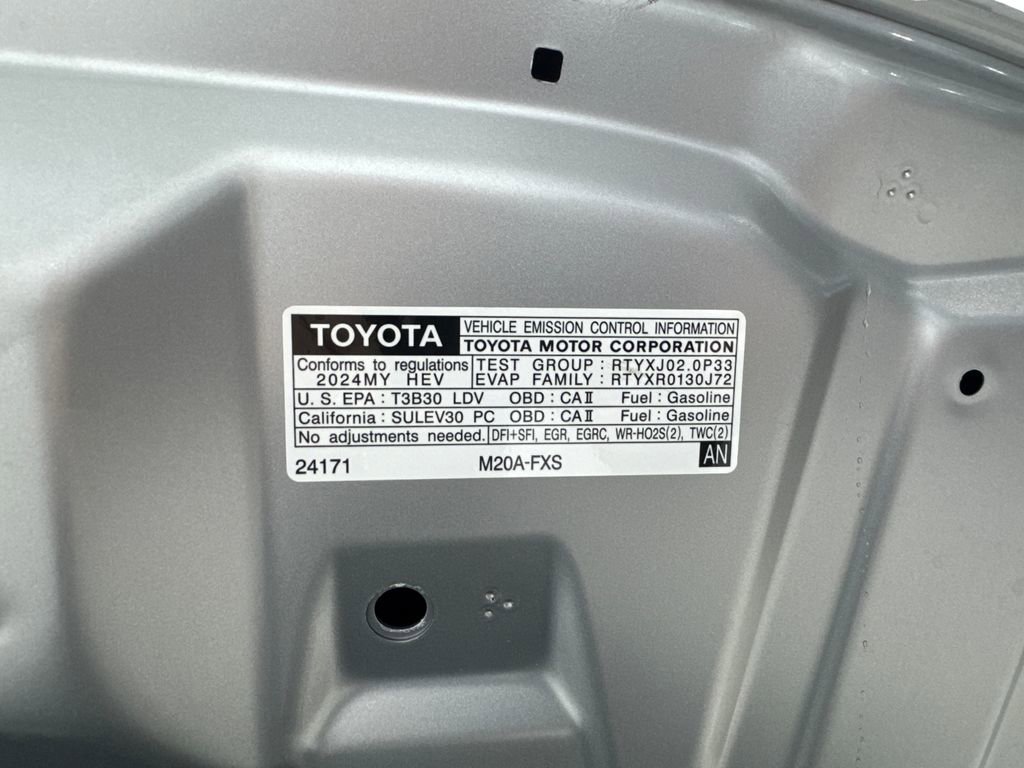 TOYOTA VEHICLE EMISSION CONTROL INFORMATION
TOYOTA MOTOR CORPORATION
Conforms to regulations TEST GROUP : RTYXJ02.0P33
2024MY HEV EVAP FAMILY : RTYXR0130J72
U. S. EPA : T3B30 LDV OBD : CAⅡ Fuel : Gasoline
California : SULEV30 PC OBD : CAⅡ Fuel : Gasoline
No adjustments needed. DFI+SFI, EGR, EGRC, WR-HO2S(2), TWC(2)
24171 M20A-FXS AN